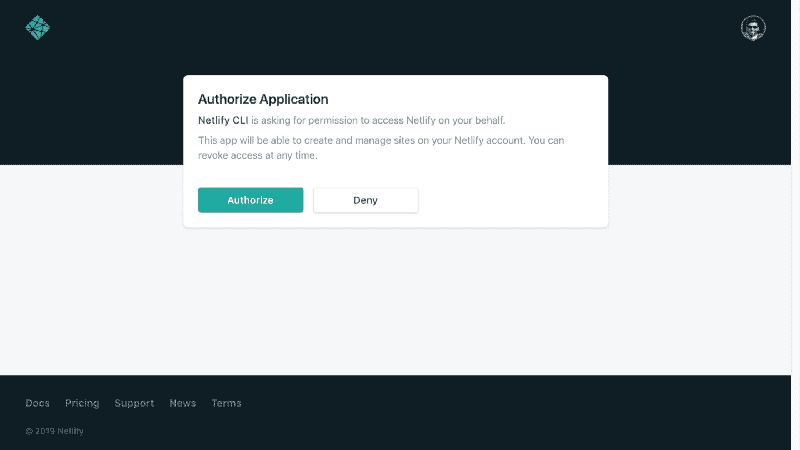 Authorize Application
Netlify CLI is asking for permission to access Netlify on your behalf.
This app will be able to create and manage sites on your Netlify account. You can
revoke access at any time.
Authorize Deny
Docs Pricing Support News Terms
© 2019 Netlify